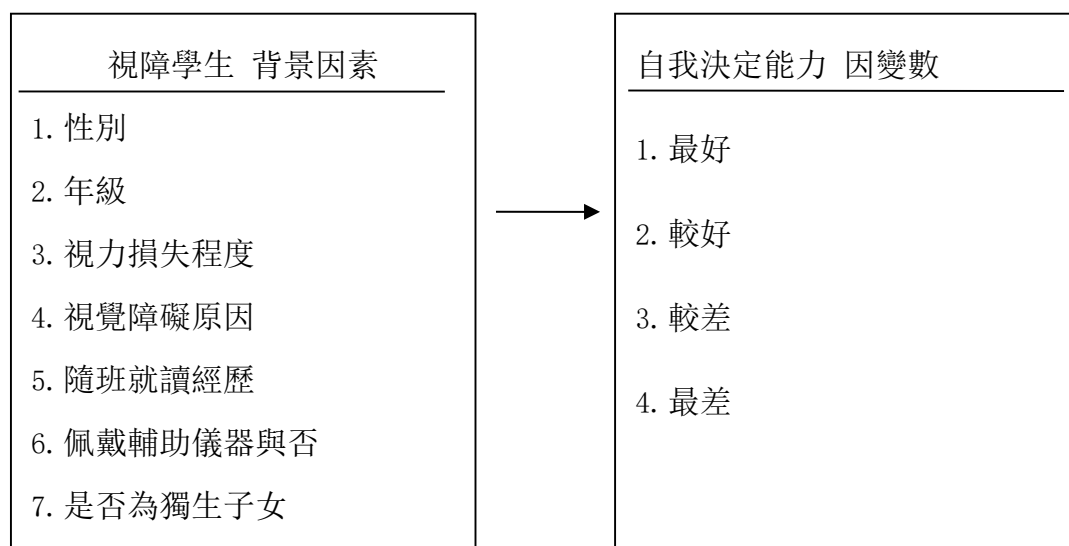 視障學生 背景因素
1. 性別
2. 年級
3. 視力損失程度
4. 視覺障礙原因
5. 隨班就讀經歷
6. 佩戴輔助儀器與否
7. 是否為獨生子女
自我決定能力 因變數
1. 最好
2. 較好
3. 較差
4. 最差